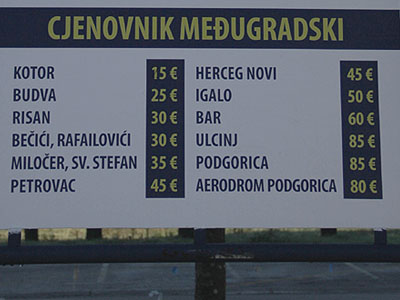 CJENOVNIK MEĐUGRADSKI
KOTOR 15 €
BUDVA 25 €
RISAN 30 €
BEČIĆI, RAFAILOVIĆI 30 €
MILOČER, SV. STEFAN 35 €
PETROVAC 45 €
HERCEG NOVI 45 €
IGALO 50 €
BAR 60 €
ULCINJ 85 €
PODGORICA 85 €
AERODROM PODGORICA 80 €